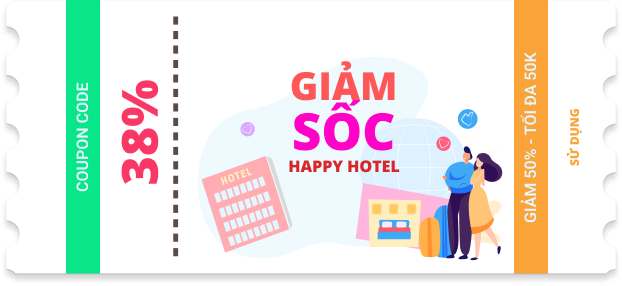 COUPON CODE
38%
GIẢM
SỐC
HAPPY HOTEL
HOTEL
GIẢM 50% - TỐI ĐA 50K
SỬ DỤNG